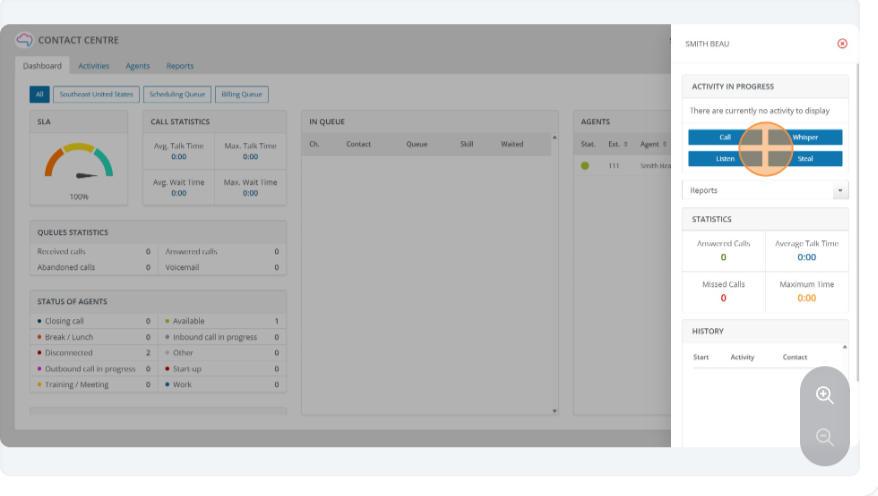 CONTACT CENTRE
Dashboard Activities Agents Reports
All Southeast United States Scheduling Queue Billing Queue
SLA
100%
CALL STATISTICS
Avg. Talk Time Max. Talk Time
0:00 0:00
Avg. Wait Time Max. Wait Time
0:00 0:00
QUEUES STATISTICS
Received calls 0 Answered calls 0
Abandoned calls 0 Voicemail 0
STATUS OF AGENTS
Closing call 0 Available 1
Break / Lunch 0 Inbound call in progress 0
Disconnected 2 Other 0
Outbound call in progress 0 Start-up 0
Training / Meeting 0 Work 0
IN QUEUE
Ch. Contact Queue Skill Waited
AGENTS
Stat. Ext. Agent
111 Smith Bea
SMITH BEAU
ACTIVITY IN PROGRESS
There are currently no activity to display
Call Whisper
Listen Steal
Reports
STATISTICS
Answered Calls Average Talk Time
0 0:00
Missed Calls Maximum Time
0 0:00
HISTORY
Start Activity Contact